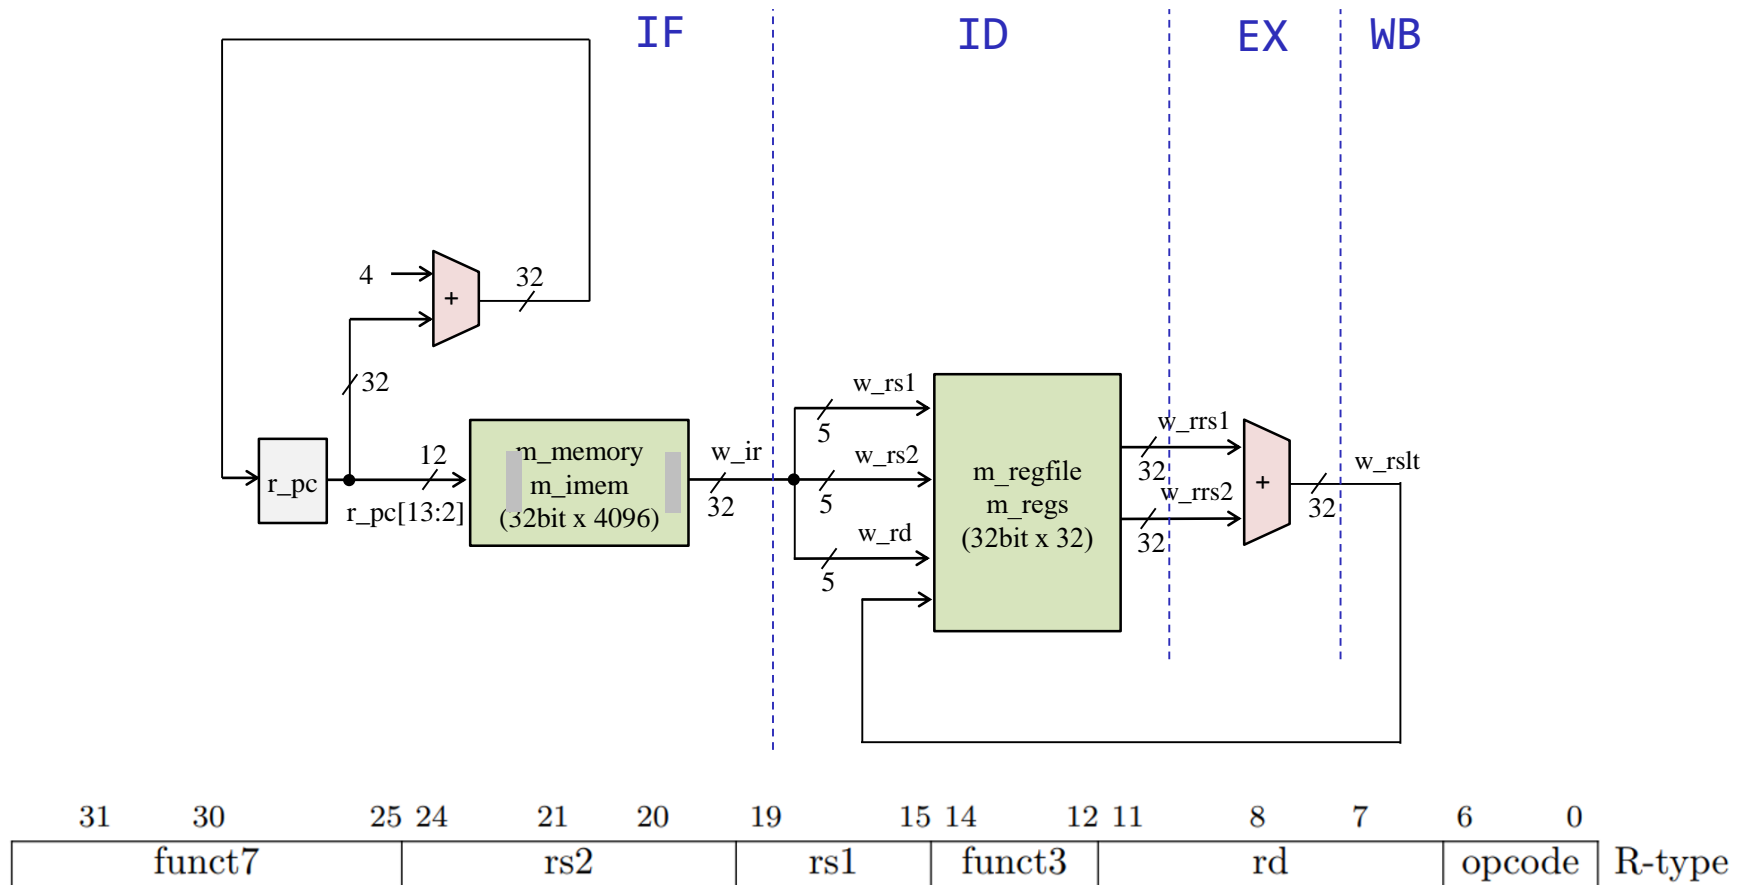 IF
ID
EX
WB
4
+
32
32
r_pc
12
r_pc[13:2]
m_memory
m_imem
(32bit x 4096)
w_ir
32
w_rs1
5
w_rs2
5
w_rd
5
m_regfile
m_regs
(32bit x 32)
w_rrs1
32
w_rrs2
32
+
32
w_rslt
31 30 25 24 21 20 19 15 14 12 11 8 7 6 0
funct7 rs2 rs1 funct3 rd opcode R-type